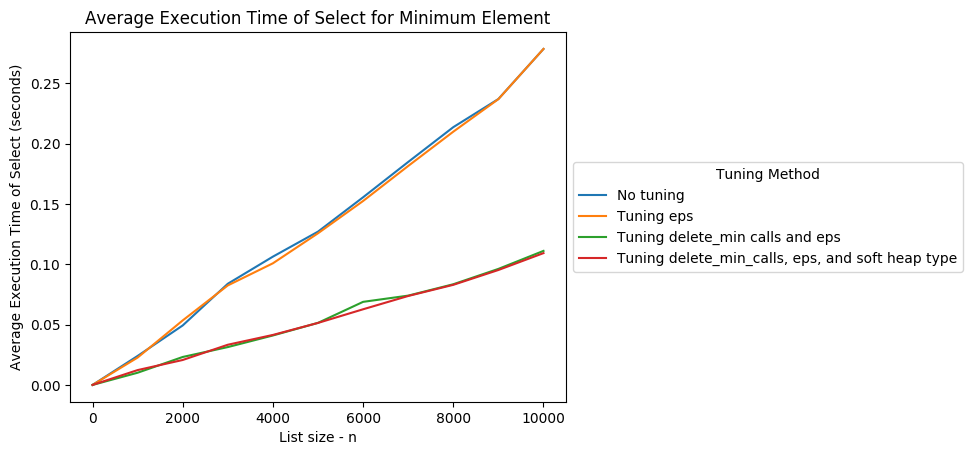 Average Execution Time of Select for Minimum Element
Average Execution Time of Select (seconds)
0.25
0.20
0.15
0.10
0.05
0.00
0
2000
4000
6000
8000
10000
List size - n
Tuning Method
No tuning
Tuning eps
Tuning delete_min calls and eps
Tuning delete_min_calls, eps, and soft heap type